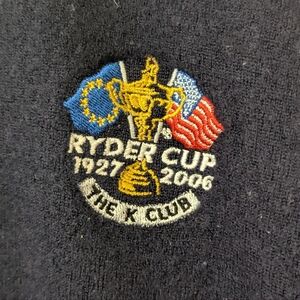 RYDER CUP
1927 2006
THE K CLUB